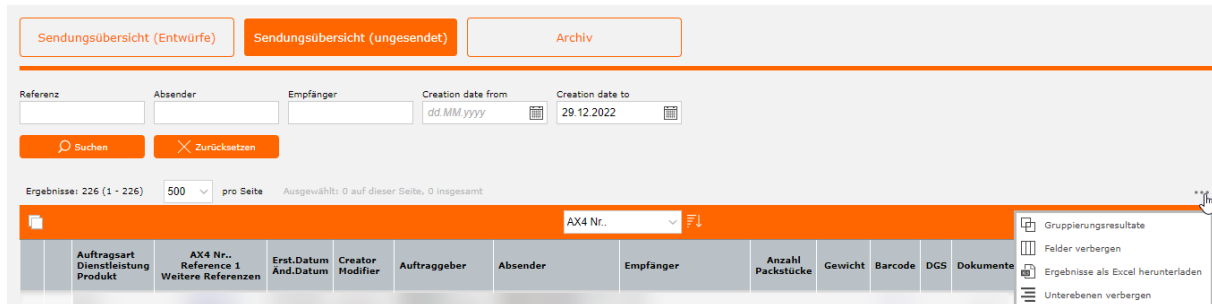 Sendungsübersicht (Entwürfe) Sendungsübersicht (ungesendet) Archiv
Referenz Absender Empfänger Creation date from Creation date to
dd.MM.yyyy 29.12.2022
Suchen Zurücksetzen
Ergebnisse: 226 (1 - 226) 500 pro Seite Ausgewählt: 0 auf dieser Seite, 0 insgesamt
AX4 Nr..
Gruppierungsresultate
Felder verbergen
Ergebnisse als Excel herunterladen
Unterebenen verbergen
Auftragsart
Dienstleistung
Produkt
AX4 Nr..
Reference 1
Weitere Referenzen
Erst.Datum
Änd.Datum
Creator
Modifier
Auftraggeber
Absender
Empfänger
Anzahl
Packstücke
Gewicht
Barcode
DGS
Dokumente